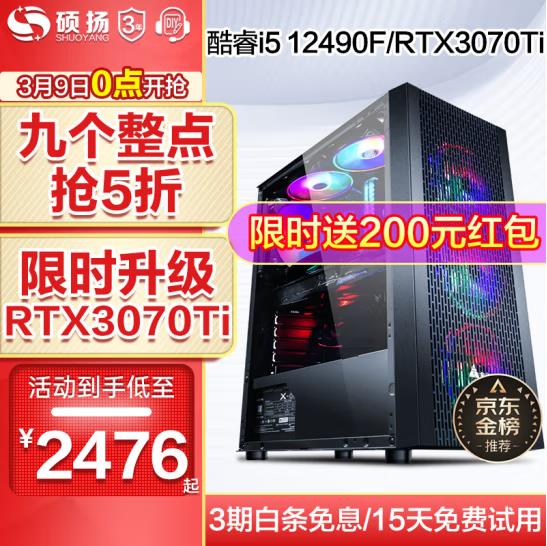 硕扬
SHUOYANG
3年
DIY
酷睿i5 12490F/RTX3070Ti
3月9日0点开抢
九个整点
抢5折
限时送200元红包
限时升级
RTX3070Ti
活动到手低至
¥2476起
京东
金榜
推荐
3期白条免息/15天免费试用